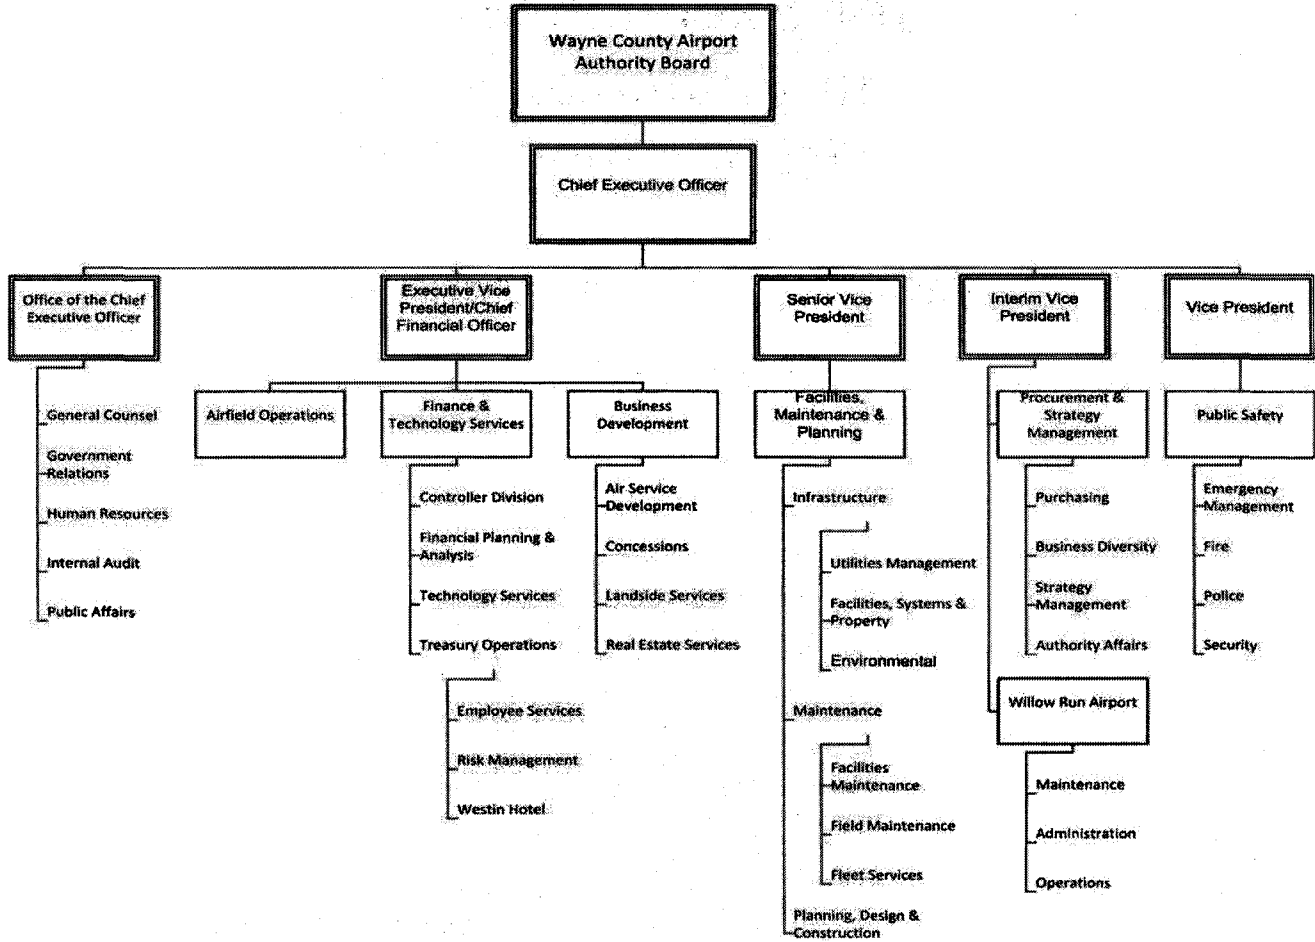 Wayne County Airport
Authority Board
Chief Executive Officer
Office of the Chief
Executive Officer
General Counsel
Government
Relations
Human Resources
Internal Audit
Public Affairs
Executive Vice
President/Chief
Financial Officer
Airfield Operations
Finance &
Technology Services
Controller Division
Financial Planning &
Analysis
Technology Services
Treasury Operations
Employee Services
Risk Management
Westin Hotel
Business
Development
Air Service
Development
Concessions
Landside Services
Real Estate Services
Senior Vice
President
Facilities,
Maintenance &
Planning
Infrastructure
Utilities Management
Facilities, Systems &
Property
Environmental
Maintenance
Facilities
Maintenance
Field Maintenance
Fleet Services
Planning, Design &
Construction
Interim Vice
President
Procurement &
Strategy
Management
Purchasing
Business Diversity
Strategy
Management
Authority Affairs
Willow Run Airport
Maintenance
Administration
Operations
Vice President
Public Safety
Emergency
Management
Fire
Police
Security